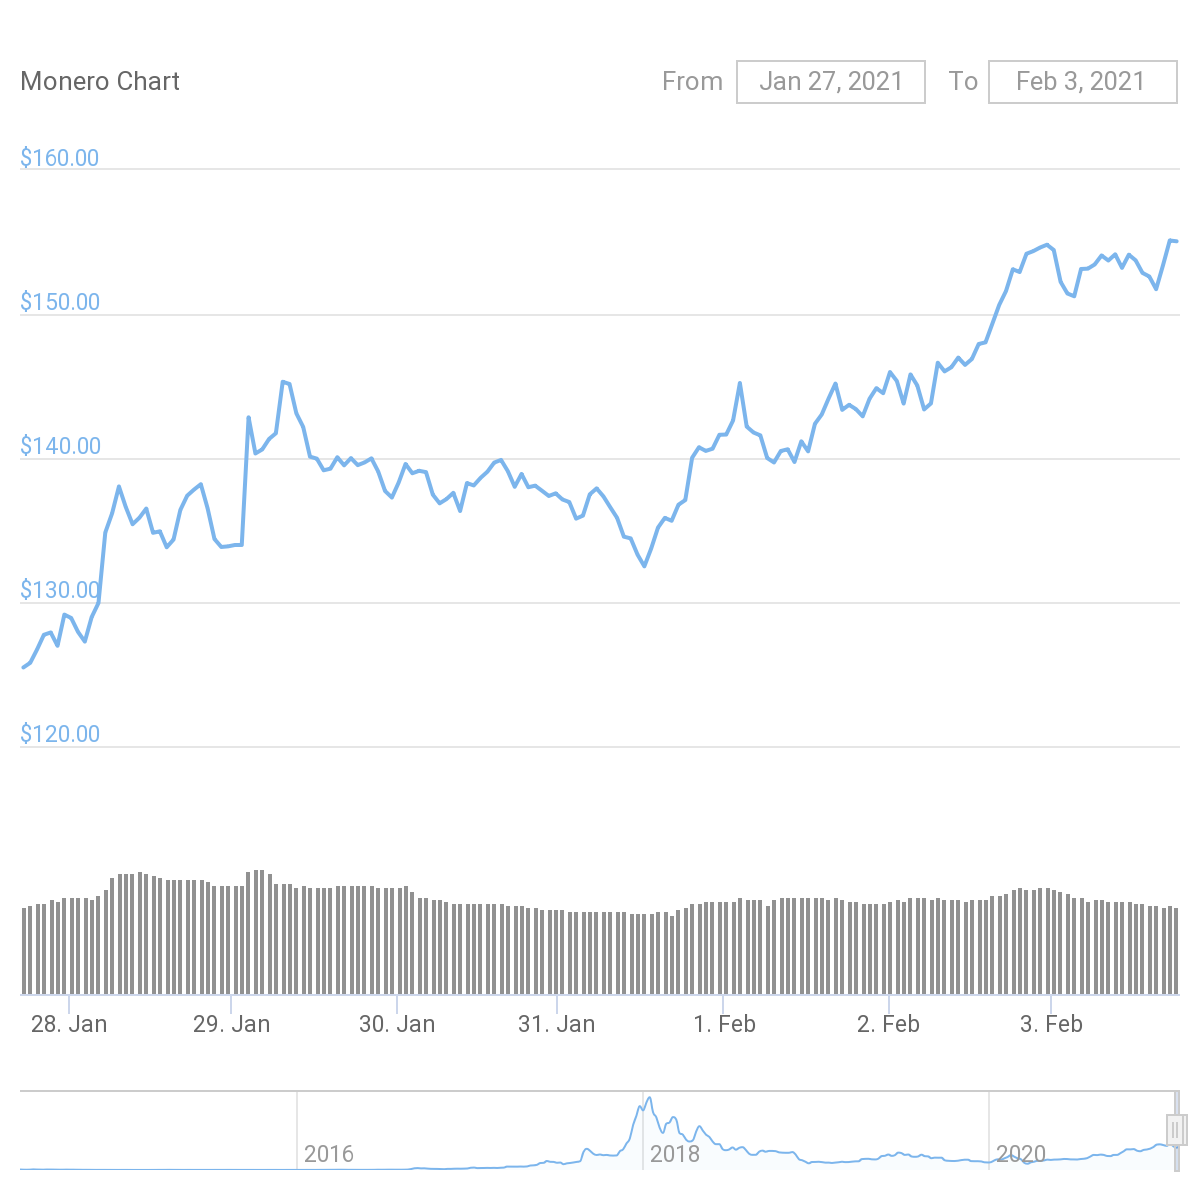 Monero Chart From Jan 27, 2021 To Feb 3, 2021
$160.00
$150.00
$140.00
$130.00
$120.00
28. Jan 29. Jan 30. Jan 31. Jan 1. Feb 2. Feb 3. Feb
2016 2018 2020